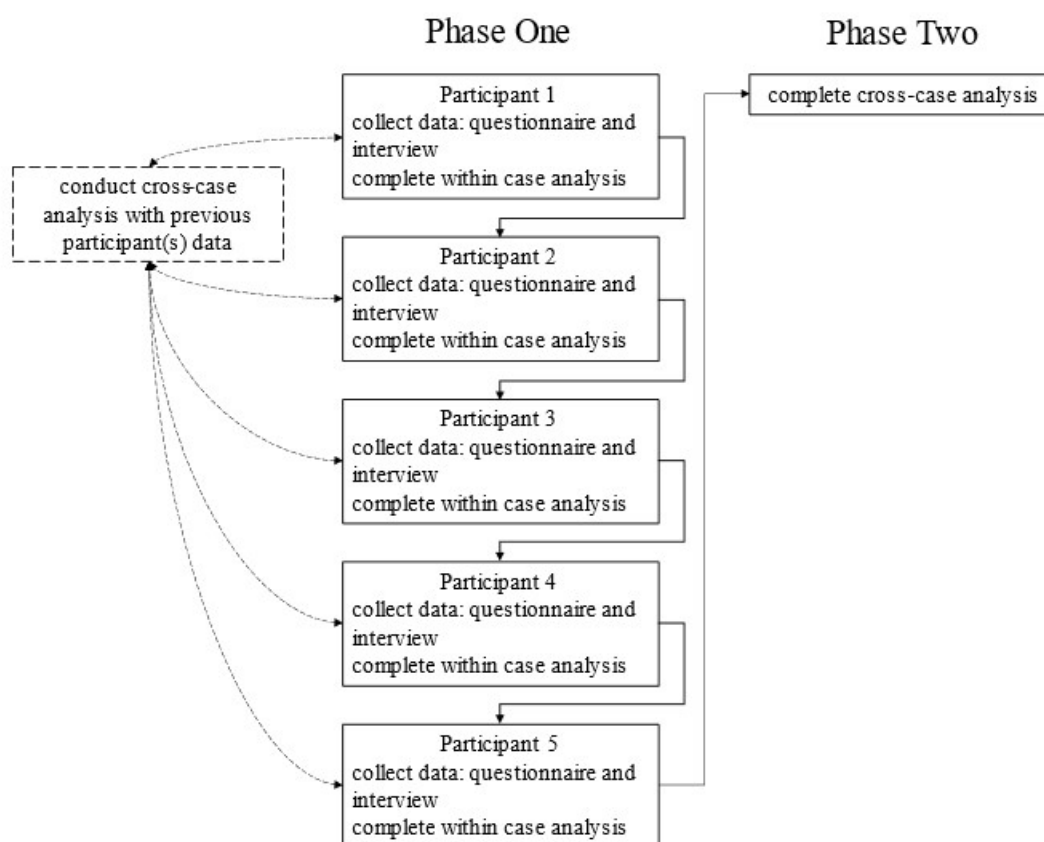 Phase One
Phase Two
Participant 1
collect data: questionnaire and
interview
complete within case analysis
complete cross-case analysis
conduct cross-case
analysis with previous
participant(s) data
Participant 2
collect data: questionnaire and
interview
complete within case analysis
Participant 3
collect data: questionnaire and
interview
complete within case analysis
Participant 4
collect data: questionnaire and
interview
complete within case analysis
Participant 5
collect data: questionnaire and
interview
complete within case analysis